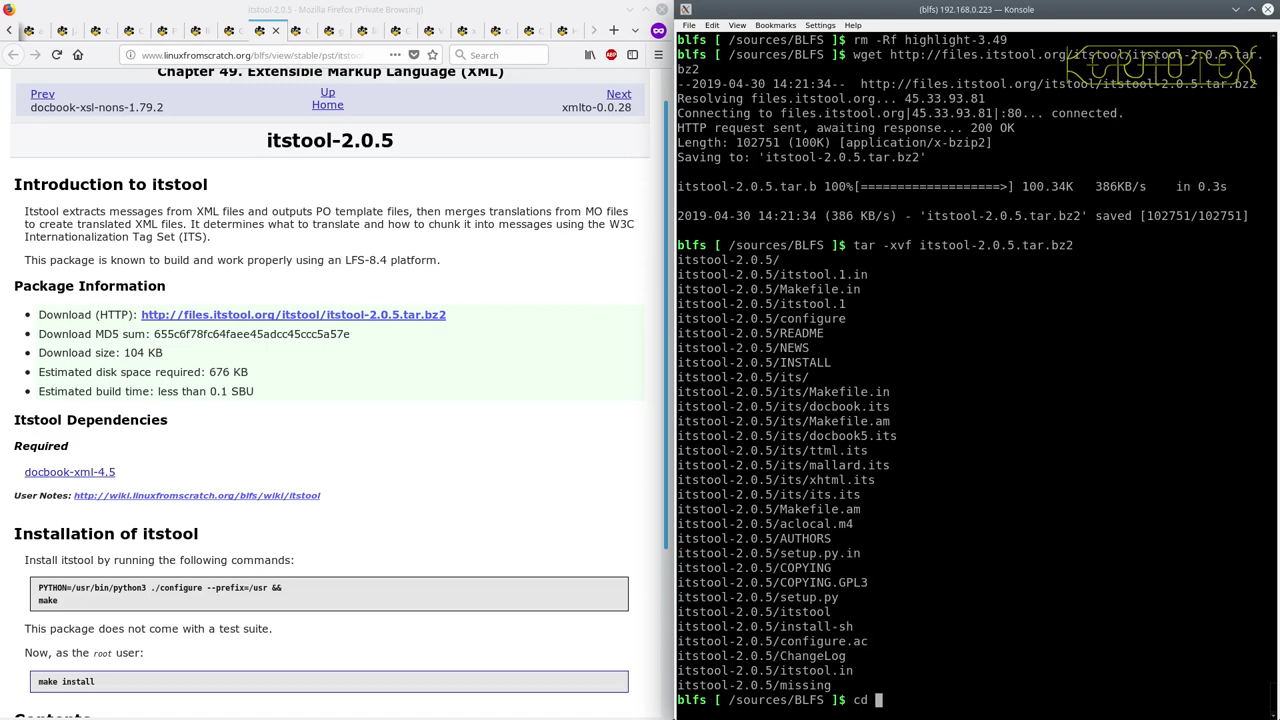 itstool-2.0.5 - Mozilla Firefox (Private Browsing)
www.linuxfromscratch.org/blfs/view/stable/pst/itstoo
Search
Chapter 49. Extensible Markup Language (XML)
Prev
Up
Next
docbook-xsl-nons-1.79.2
Home
xmlto-0.0.28
itstool-2.0.5
Introduction to itstool
Itstool extracts messages from XML files and outputs PO template files, then merges translations from MO files
to create translated XML files. It determines what to translate and how to chunk it into messages using the W3C
Internationalization Tag Set (ITS).
This package is known to build and work properly using an LFS-8.4 platform.
Package Information
Download (HTTP): http://files.itstool.org/itstool/itstool-2.0.5.tar.bz2
Download MD5 sum: 655c6f78fc64faee45adcc45ccc5a57e
Download size: 104 KB
Estimated disk space required: 676 KB
Estimated build time: less than 0.1 SBU
Itstool Dependencies
Required
docbook-xml-4.5
User Notes: http://wiki.linuxfromscratch.org/blfs/wiki/itstool
Installation of itstool
Install itstool by running the following commands:
PYTHON=/usr/bin/python3 ./configure --prefix=/usr &&
make
This package does not come with a test suite.
Now, as the root user:
make install
(blfs) 192.168.0.223 — Konsole
File Edit View Bookmarks Settings Help
blfs [ /sources/BLFS ]$ rm -Rf highlight-3.49
blfs [ /sources/BLFS ]$ wget http://files.itstool.org/itstool/itstool-2.0.5.tar.
bz2
--2019-04-30 14:21:34--  http://files.itstool.org/itstool/itstool-2.0.5.tar.bz2
Resolving files.itstool.org... 45.33.93.81
Connecting to files.itstool.org|45.33.93.81|:80... connected.
HTTP request sent, awaiting response... 200 OK
Length: 102751 (100K) [application/x-bzip2]
Saving to: 'itstool-2.0.5.tar.bz2'
itstool-2.0.5.tar.b 100%[===================>] 100.34K   386KB/s    in 0.3s
2019-04-30 14:21:34 (386 KB/s) - 'itstool-2.0.5.tar.bz2' saved [102751/102751]
blfs [ /sources/BLFS ]$ tar -xvf itstool-2.0.5.tar.bz2
itstool-2.0.5/
itstool-2.0.5/itstool.1.in
itstool-2.0.5/Makefile.in
itstool-2.0.5/itstool.1
itstool-2.0.5/configure
itstool-2.0.5/README
itstool-2.0.5/NEWS
itstool-2.0.5/INSTALL
itstool-2.0.5/its/
itstool-2.0.5/its/Makefile.in
itstool-2.0.5/its/docbook.its
itstool-2.0.5/its/Makefile.am
itstool-2.0.5/its/docbook5.its
itstool-2.0.5/its/ttml.its
itstool-2.0.5/its/mallard.its
itstool-2.0.5/its/xhtml.its
itstool-2.0.5/its/its.its
itstool-2.0.5/Makefile.am
itstool-2.0.5/aclocal.m4
itstool-2.0.5/AUTHORS
itstool-2.0.5/setup.py.in
itstool-2.0.5/COPYING
itstool-2.0.5/COPYING.GPL3
itstool-2.0.5/setup.py
itstool-2.0.5/itstool
itstool-2.0.5/install-sh
itstool-2.0.5/configure.ac
itstool-2.0.5/ChangeLog
itstool-2.0.5/itstool.in
itstool-2.0.5/missing
blfs [ /sources/BLFS ]$ cd